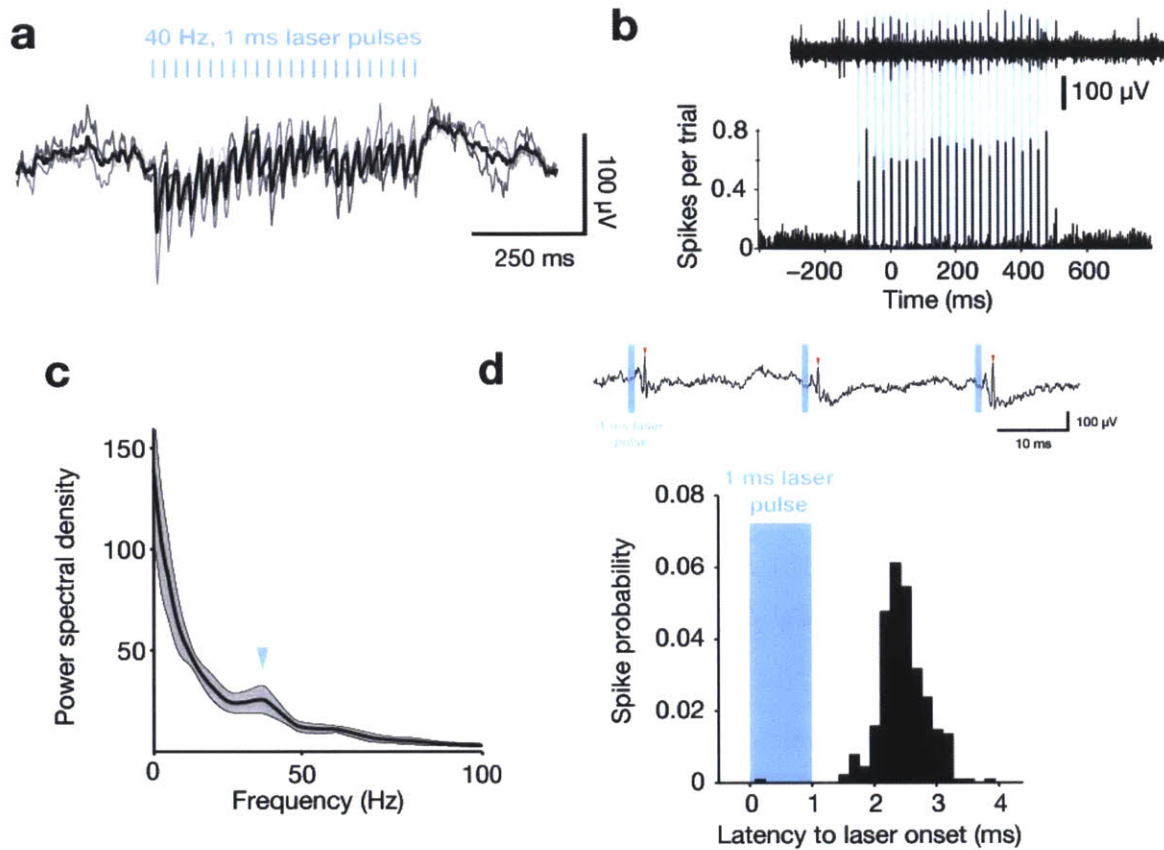 a
40 Hz, 1 ms laser pulses
100 µV
250 ms
b
100 µV
Spikes per trial
0.8
0.4
0
−200 0 200 400 600
Time (ms)
c
Power spectral density
150
100
50
0 50 100
Frequency (Hz)
d
1 ms laser
pulse
100 µV
10 ms
1 ms laser
pulse
Spike probability
0.08
0.06
0.04
0.02
0
0 1 2 3 4
Latency to laser onset (ms)